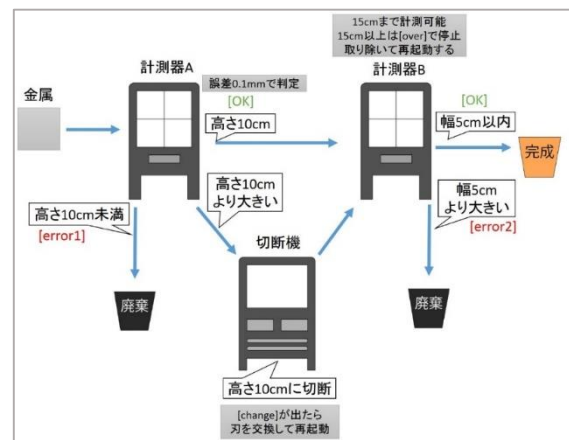 15cmまで計測可能
15cm以上は[over]で停止
取り除いて再起動する
計測器A
計測器B
金属
誤差0.1mmで判定
[OK]
高さ10cm
[OK]
幅5cm以内
完成
高さ10cm
より大きい
幅5cm
より大きい
[error2]
高さ10cm未満
[error1]
切断機
廃棄
廃棄
高さ10cmに切断
[change]が出たら
刃を交換して再起動